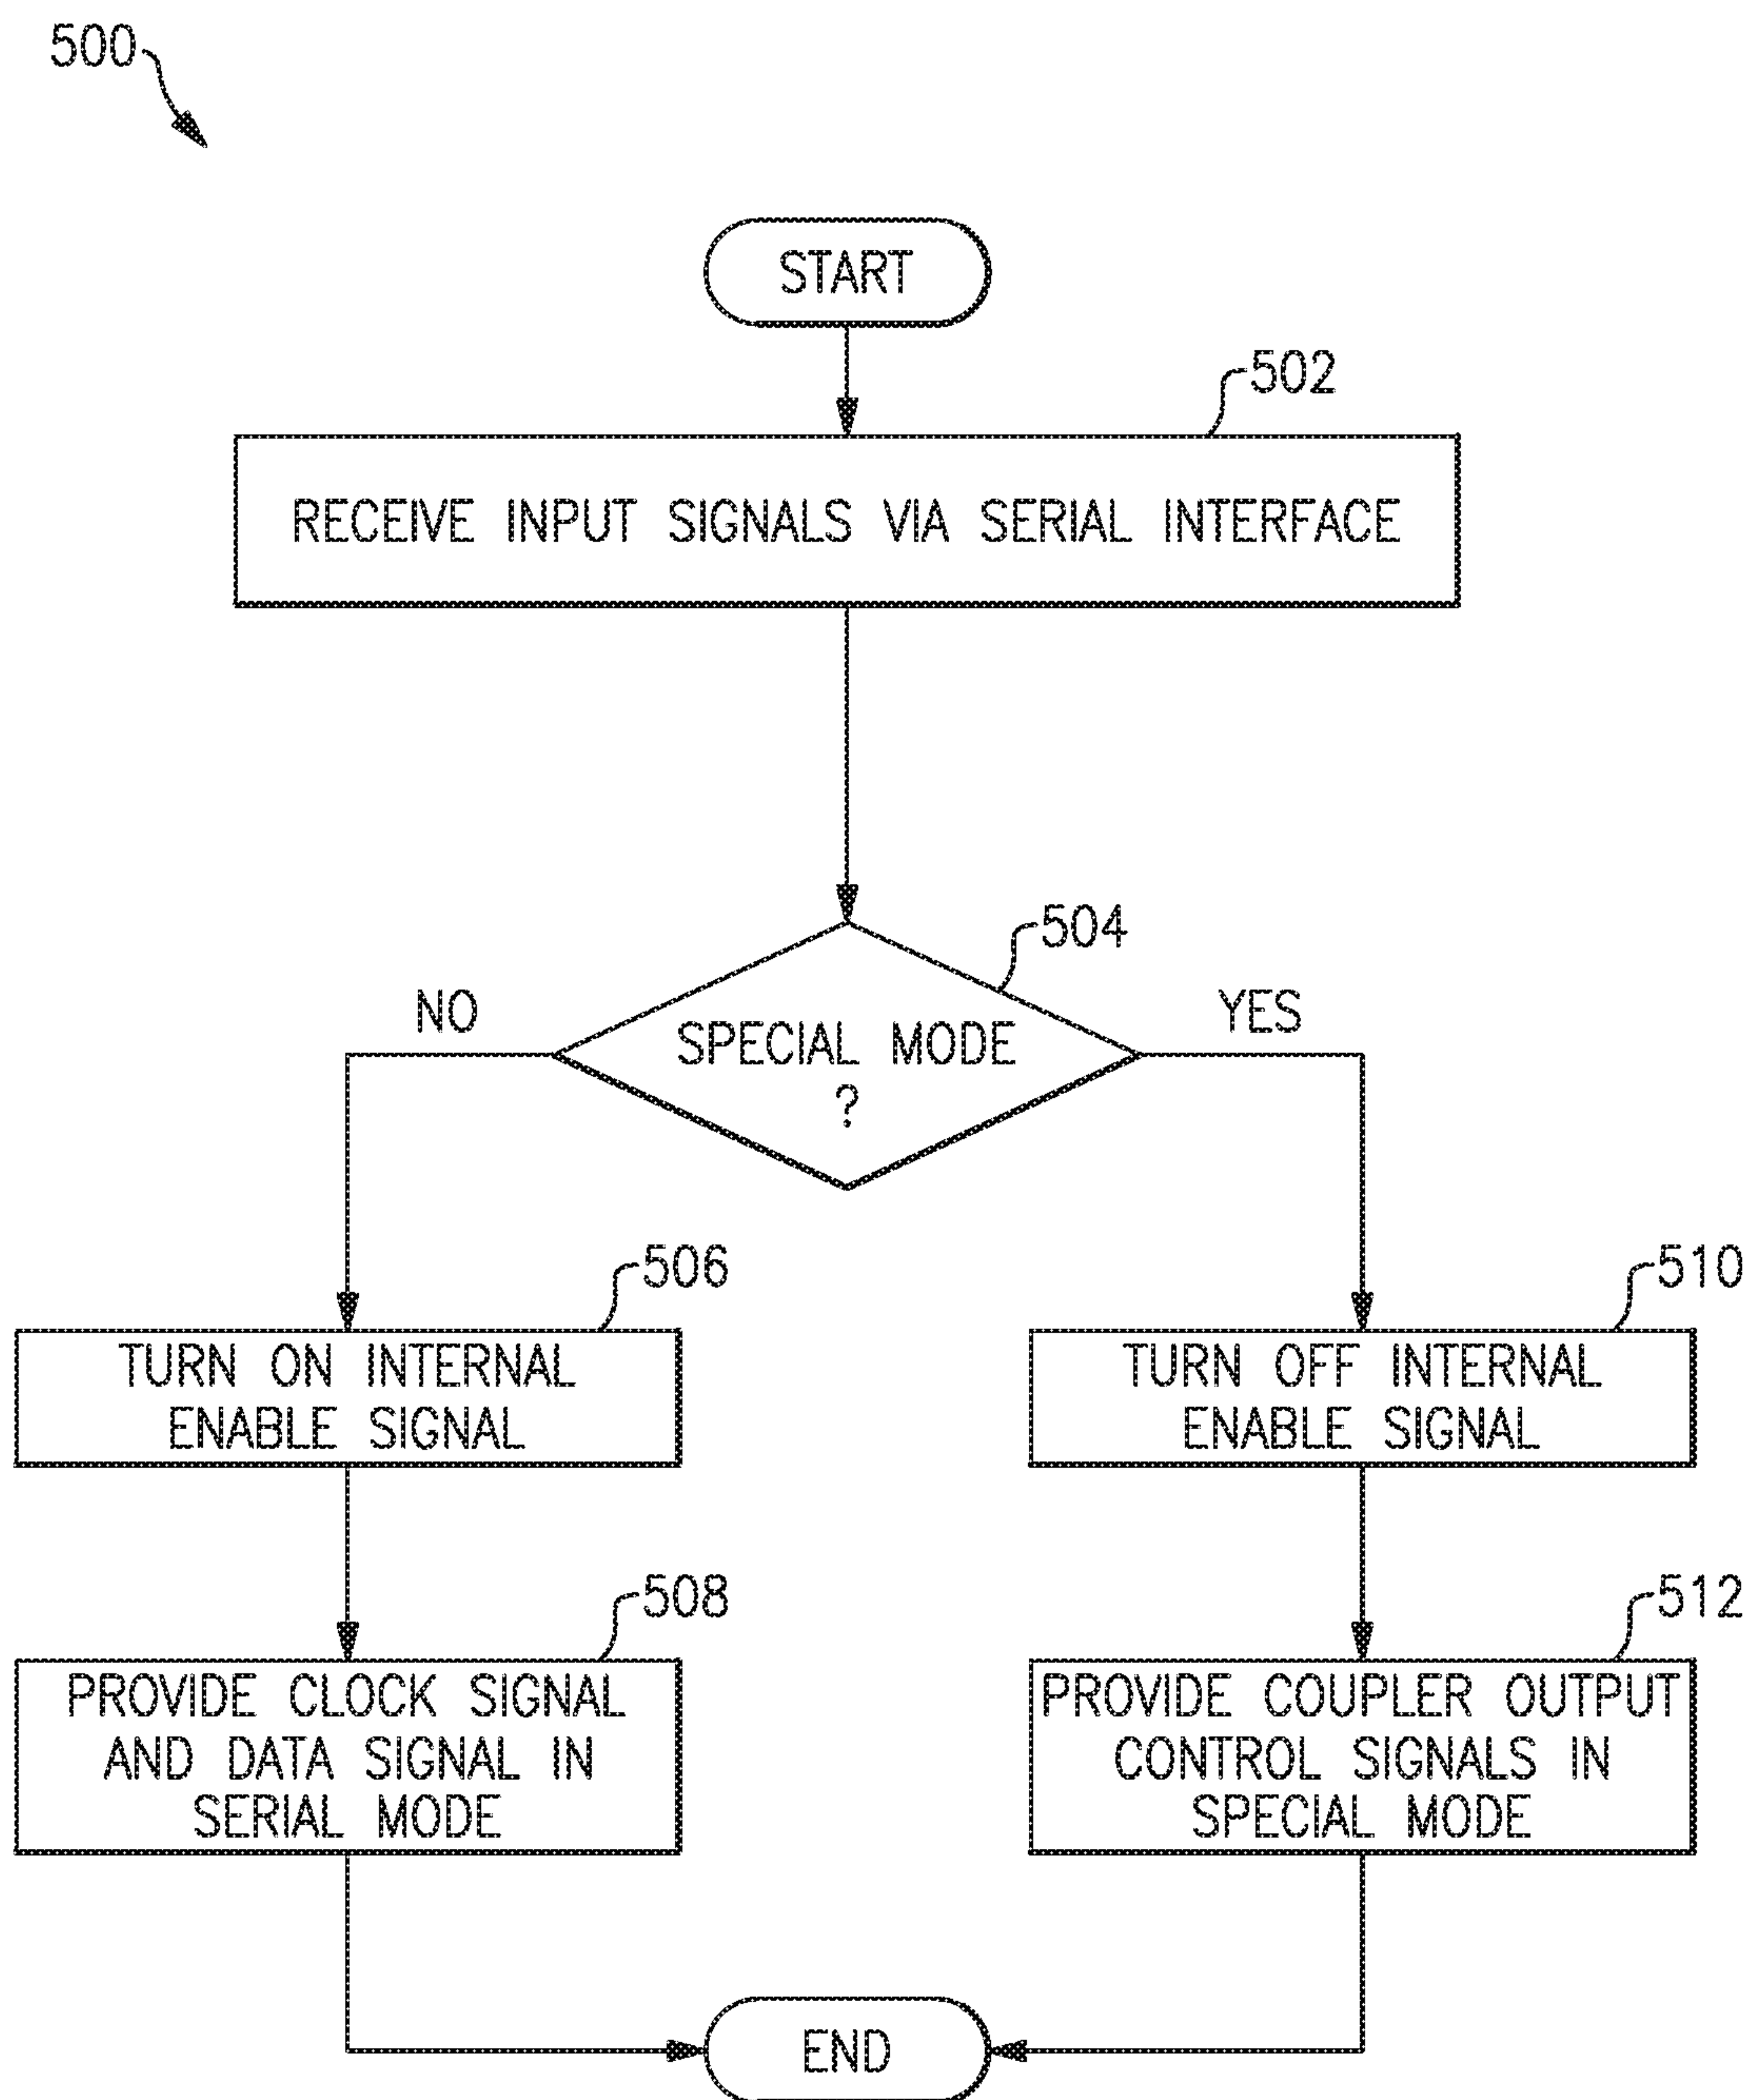 500
START
502
RECEIVE INPUT SIGNALS VIA SERIAL INTERFACE
504
NO
SPECIAL MODE
?
YES
506
TURN ON INTERNAL
ENABLE SIGNAL
510
TURN OFF INTERNAL
ENABLE SIGNAL
508
PROVIDE CLOCK SIGNAL
AND DATA SIGNAL IN
SERIAL MODE
512
PROVIDE COUPLER OUTPUT
CONTROL SIGNALS IN
SPECIAL MODE
END